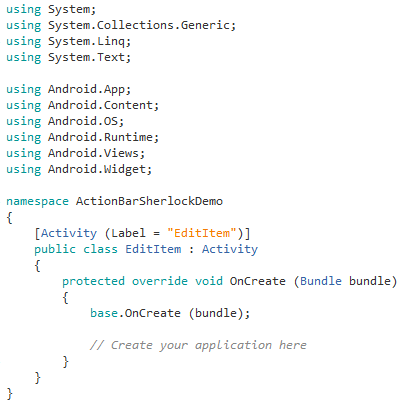 using System;
using System.Collections.Generic;
using System.Linq;
using System.Text;

using Android.App;
using Android.Content;
using Android.OS;
using Android.Runtime;
using Android.Views;
using Android.Widget;

namespace ActionBarSherlockDemo
{
    [Activity (Label = "EditItem")]
    public class EditItem : Activity
    {
        protected override void OnCreate (Bundle bundle)
        {
            base.OnCreate (bundle);

            // Create your application here
        }
    }
}